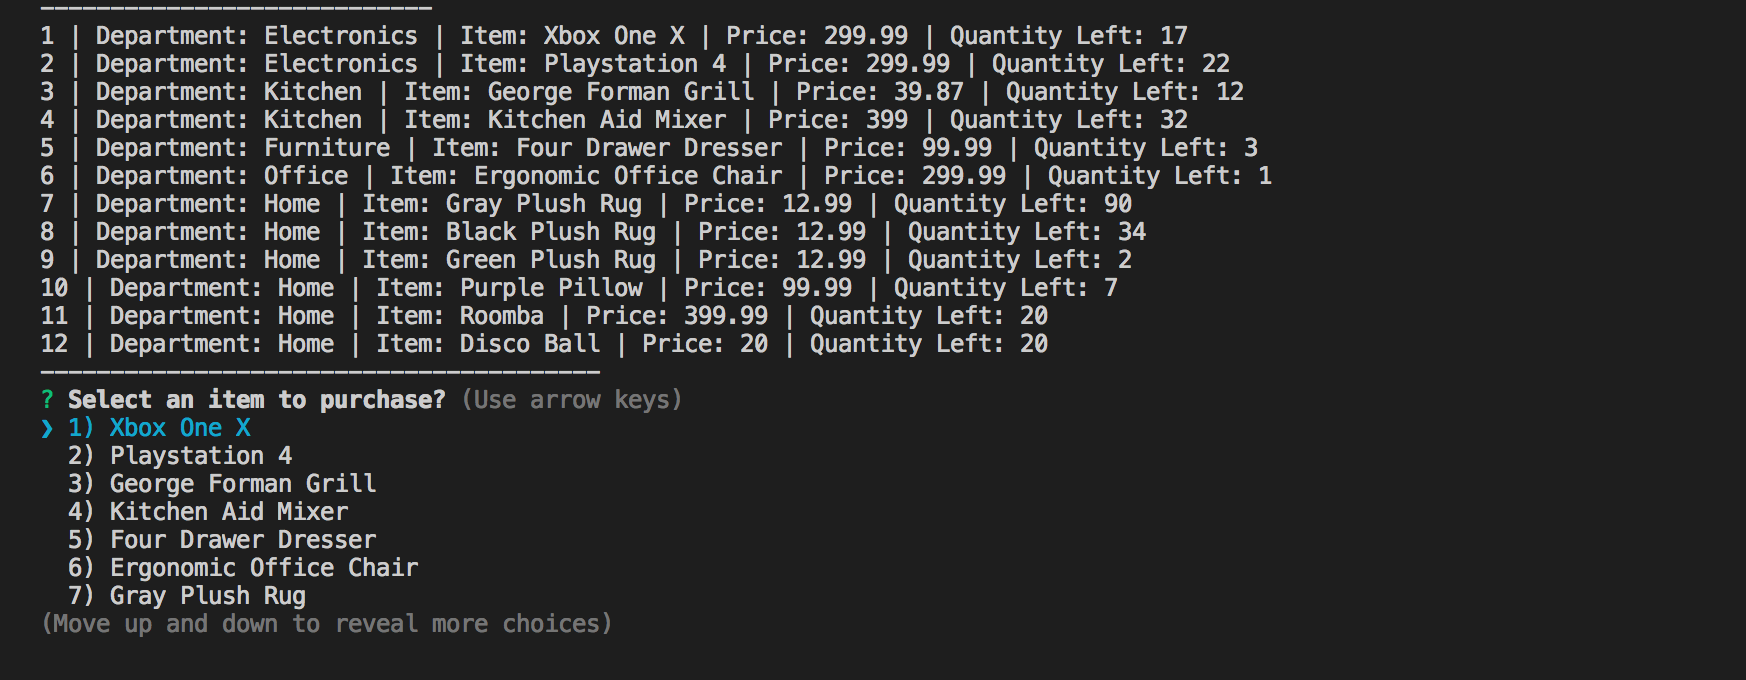 ----------------------------
1 | Department: Electronics | Item: Xbox One X | Price: 299.99 | Quantity Left: 17
2 | Department: Electronics | Item: Playstation 4 | Price: 299.99 | Quantity Left: 22
3 | Department: Kitchen | Item: George Forman Grill | Price: 39.87 | Quantity Left: 12
4 | Department: Kitchen | Item: Kitchen Aid Mixer | Price: 399 | Quantity Left: 32
5 | Department: Furniture | Item: Four Drawer Dresser | Price: 99.99 | Quantity Left: 3
6 | Department: Office | Item: Ergonomic Office Chair | Price: 299.99 | Quantity Left: 1
7 | Department: Home | Item: Gray Plush Rug | Price: 12.99 | Quantity Left: 90
8 | Department: Home | Item: Black Plush Rug | Price: 12.99 | Quantity Left: 34
9 | Department: Home | Item: Green Plush Rug | Price: 12.99 | Quantity Left: 2
10 | Department: Home | Item: Purple Pillow | Price: 99.99 | Quantity Left: 7
11 | Department: Home | Item: Roomba | Price: 399.99 | Quantity Left: 20
12 | Department: Home | Item: Disco Ball | Price: 20 | Quantity Left: 20
----------------------------------------
? Select an item to purchase? (Use arrow keys)
❯ 1) Xbox One X
2) Playstation 4
3) George Forman Grill
4) Kitchen Aid Mixer
5) Four Drawer Dresser
6) Ergonomic Office Chair
7) Gray Plush Rug
(Move up and down to reveal more choices)